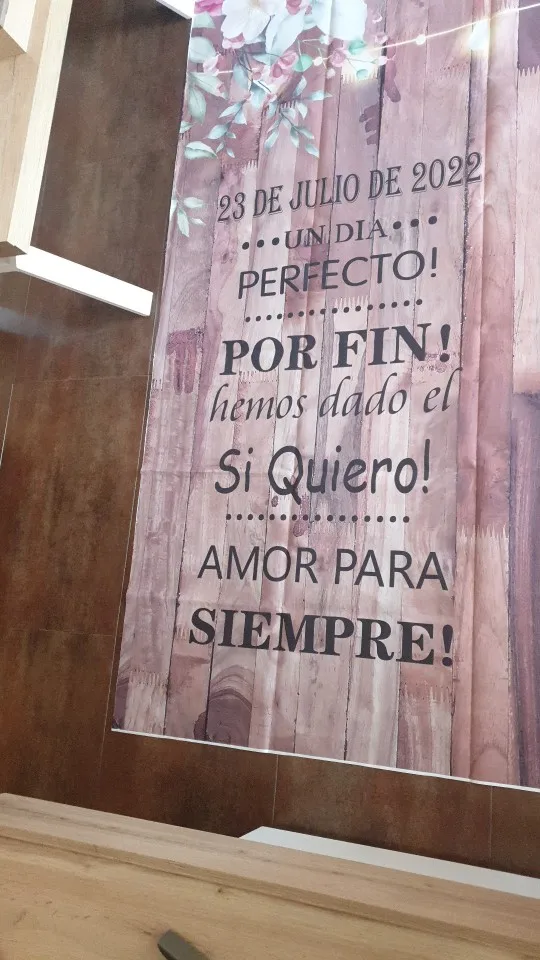 23 DE JULIO DE 2022
•••UN DIA•••
PERFECTO!
POR FIN!
hemos dado el
Si Quiero!
AMOR PARA
SIEMPRE!